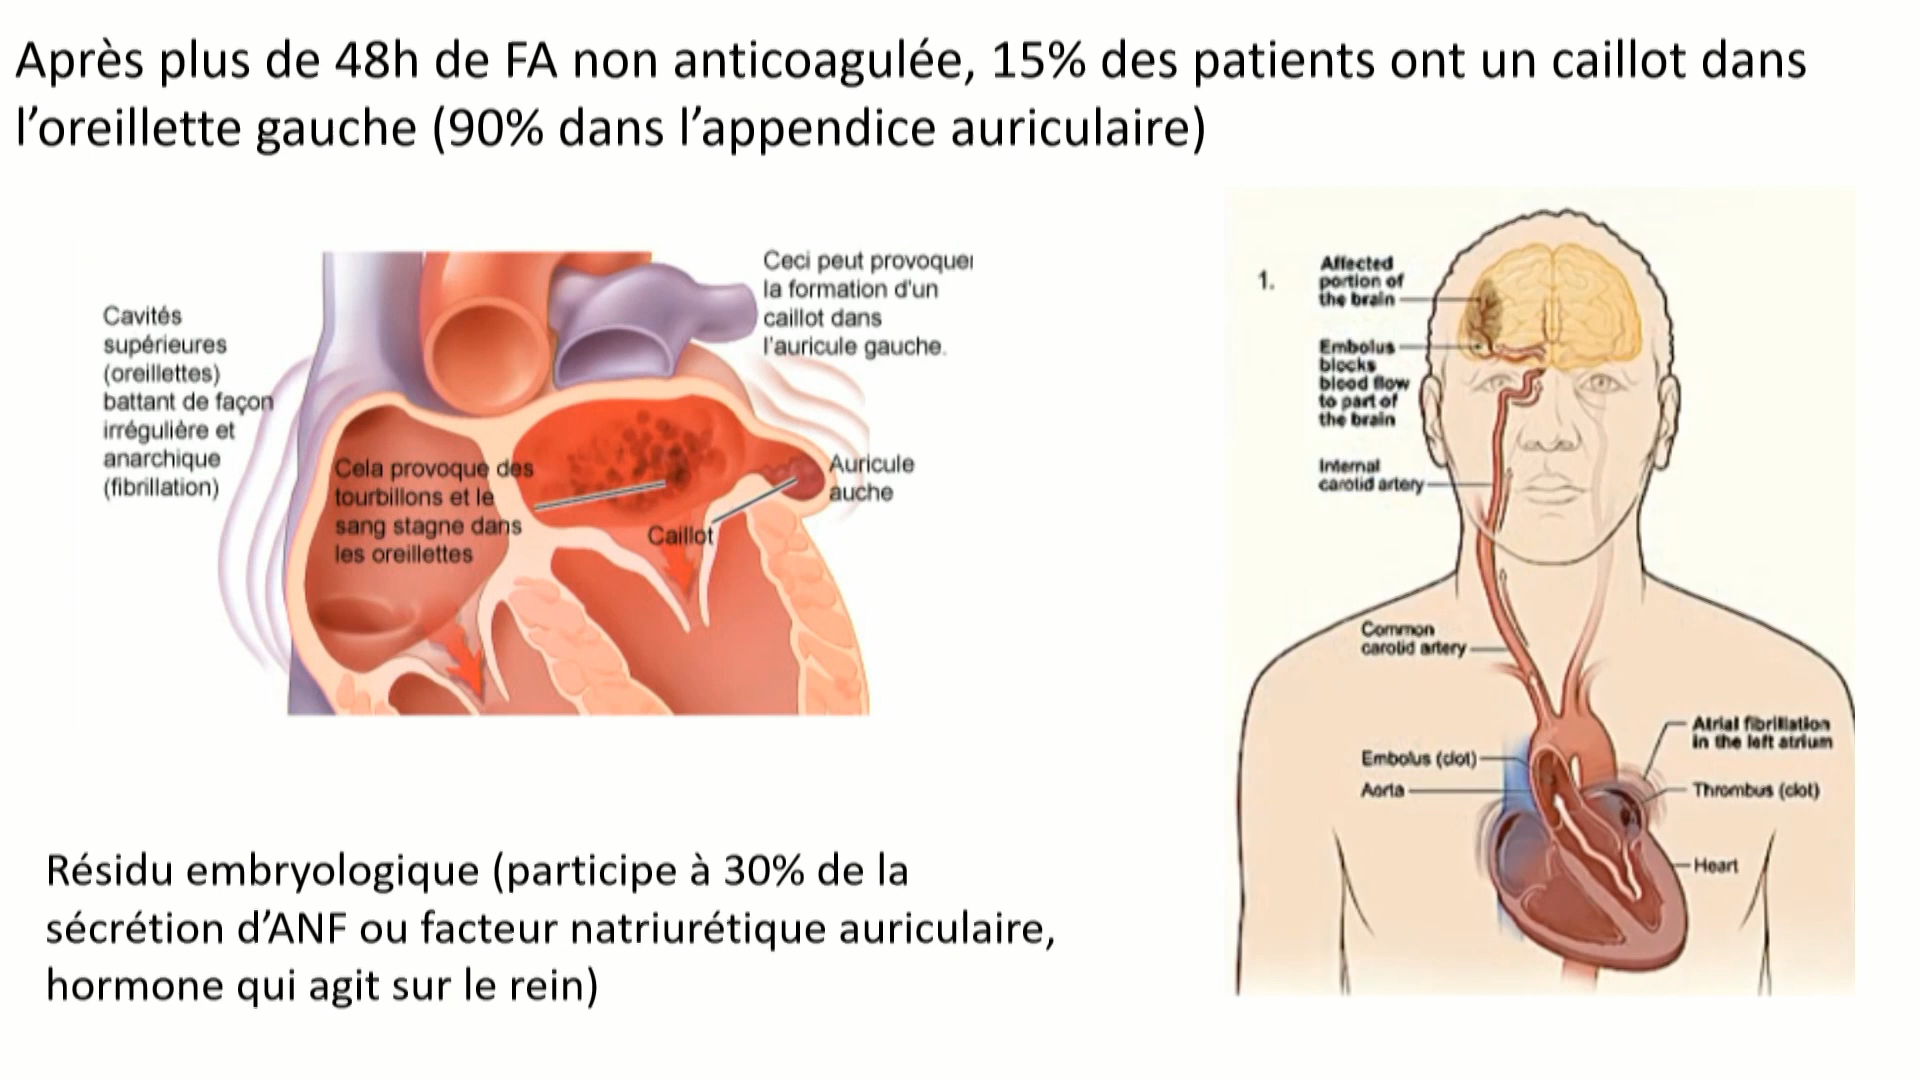 Après plus de 48h de FA non anticoagulée, 15% des patients ont un caillot dans
l’oreillette gauche (90% dans l’appendice auriculaire)
Cavités
supérieures
(oreillettes)
battant de façon
irrégulière et
anarchique
(fibrillation)
Cela provoque des
tourbillons et le
sang stagne dans
les oreillettes
Ceci peut provoquer
la formation d'un
caillot dans
l'auricule gauche.
Auricule
auche
Caillot
Résidu embryologique (participe à 30% de la
sécrétion d’ANF ou facteur natriurétique auriculaire,
hormone qui agit sur le rein)
1.
Affected
portion of
the brain
Embolus
blocks
blood flow
to part of
the brain
Internal
carotid artery
Common
carotid artery
Embolus (clot)
Aorta
Atrial fibrillation
in the left atrium
Thrombus (clot)
Heart